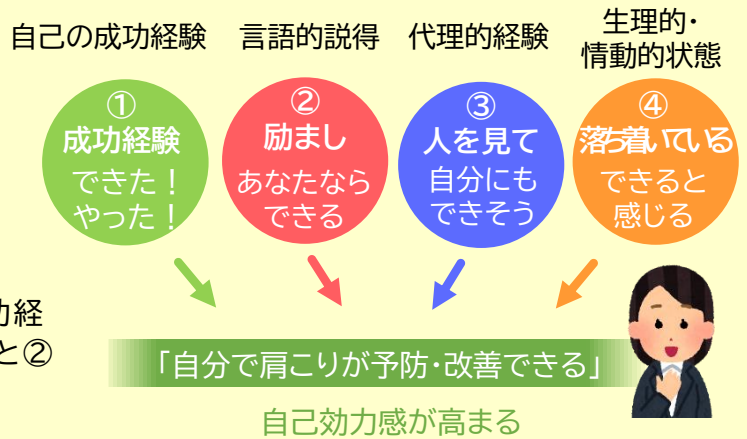 自己の成功経験
言語的説得
代理的経験
生理的・
情動的状態
①
成功経験
できた！
やった！
②
励まし
あなたなら
できる
③
人を見て
自分にも
できそう
④
落ち着いている
できると
感じる
功経
と②
「自分で肩こりが予防・改善できる」
自己効力感が高まる